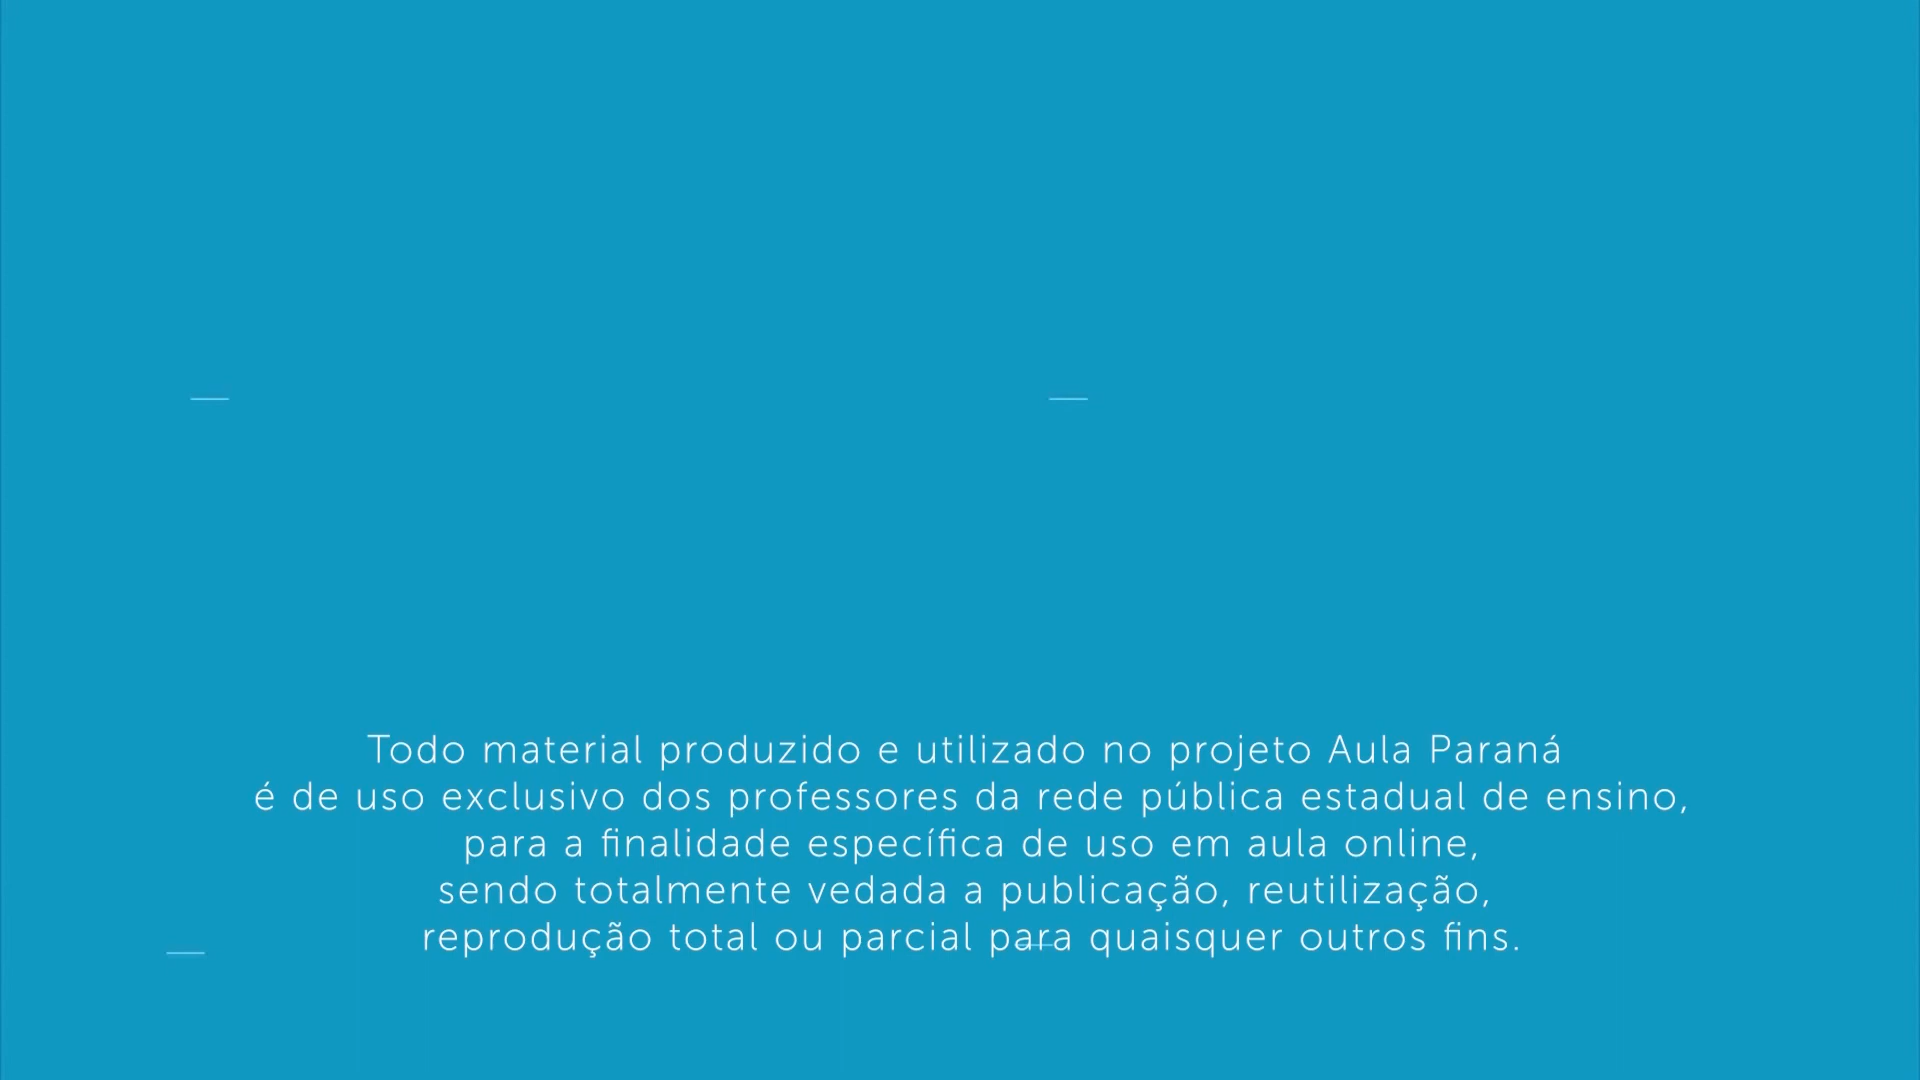 Todo material produzido e utilizado no projeto Aula Paraná
é de uso exclusivo dos professores da rede pública estadual de ensino,
para a finalidade específica de uso em aula online,
sendo totalmente vedada a publicação, reutilização,
reprodução total ou parcial para quaisquer outros fins.